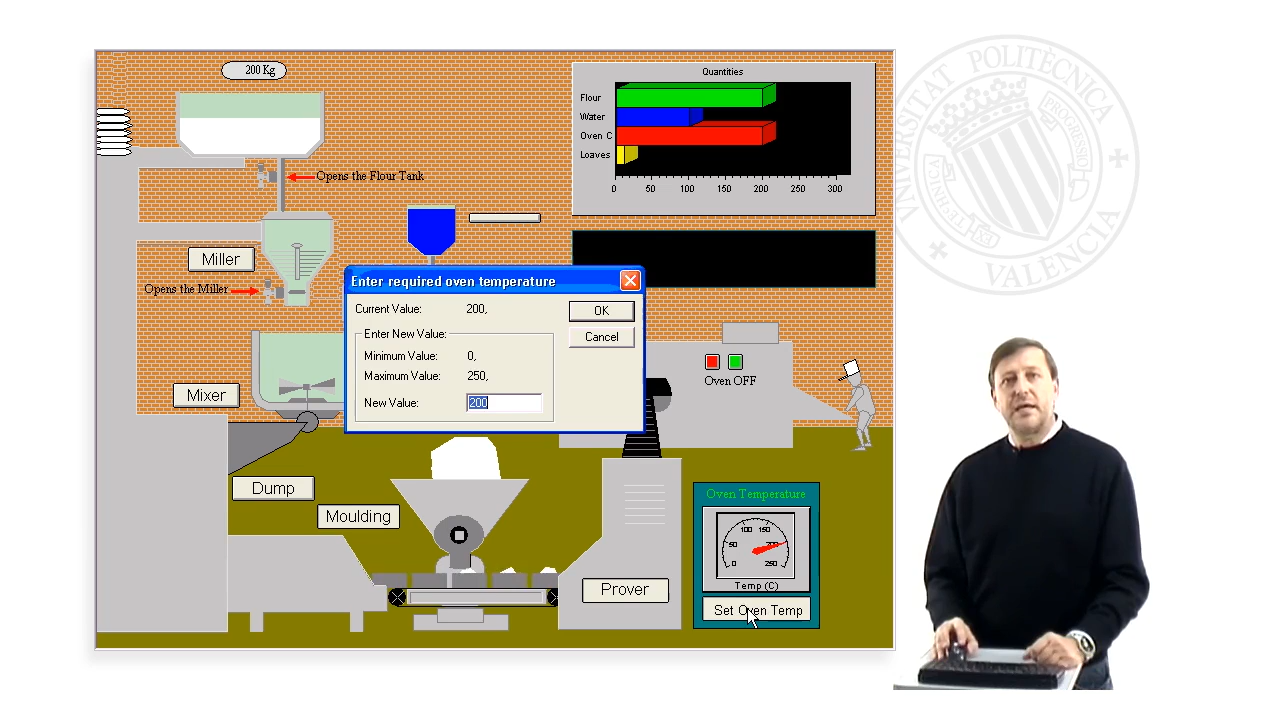 200 Kg
Quantities
Flour
Water
Oven C
Loaves
0 50 100 150 200 250 300
Opens the Flour Tank
Miller
Opens the Miller
Enter required oven temperature
Current Value: 200,
OK
Enter New Value:
Cancel
Minimum Value: 0,
Maximum Value: 250,
New Value: 200
Oven OFF
Mixer
Dump
Moulding
Prover
Oven Temperature
0 50 100 150 200 250
Temp (C)
Set Oven Temp
UNIVERSITAT POLITÈCNICA
VALÈNCIA